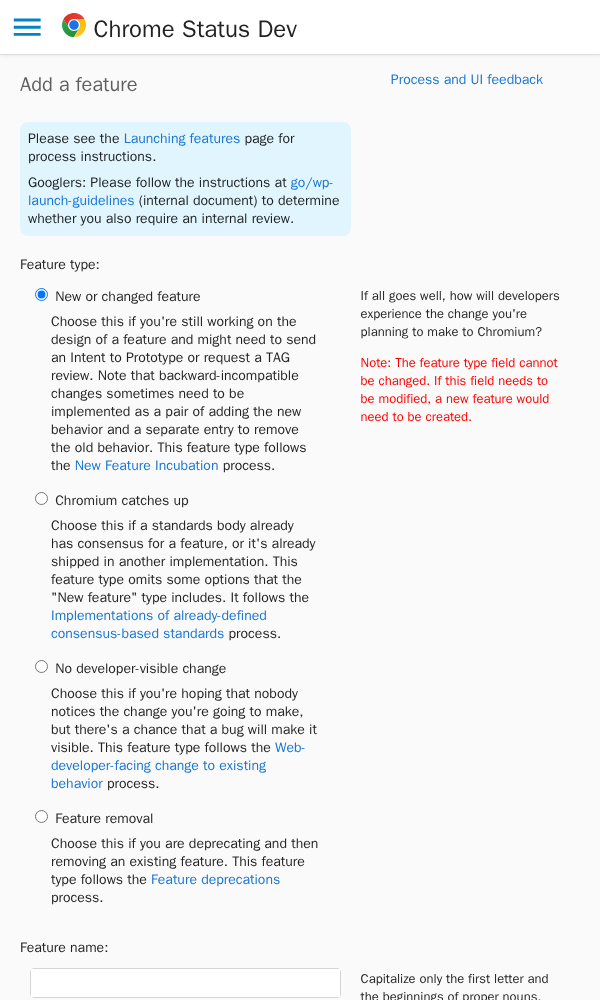 Chrome Status Dev
Add a feature
Process and UI feedback
Please see the Launching features page for
process instructions.
Googlers: Please follow the instructions at go/wp-
launch-guidelines (internal document) to determine
whether you also require an internal review.
Feature type:
New or changed feature
Choose this if you're still working on the
design of a feature and might need to send
an Intent to Prototype or request a TAG
review. Note that backward-incompatible
changes sometimes need to be
implemented as a pair of adding the new
behavior and a separate entry to remove
the old behavior. This feature type follows
the New Feature Incubation process.
If all goes well, how will developers
experience the change you're
planning to make to Chromium?
Note: The feature type field cannot
be changed. If this field needs to
be modified, a new feature would
need to be created.
Chromium catches up
Choose this if a standards body already
has consensus for a feature, or it's already
shipped in another implementation. This
feature type omits some options that the
"New feature" type includes. It follows the
Implementations of already-defined
consensus-based standards process.
No developer-visible change
Choose this if you're hoping that nobody
notices the change you're going to make,
but there's a chance that a bug will make it
visible. This feature type follows the Web-
developer-facing change to existing
behavior process.
Feature removal
Choose this if you are deprecating and then
removing an existing feature. This feature
type follows the Feature deprecations
process.
Feature name:
Capitalize only the first letter and
the beginnings of proper nouns.